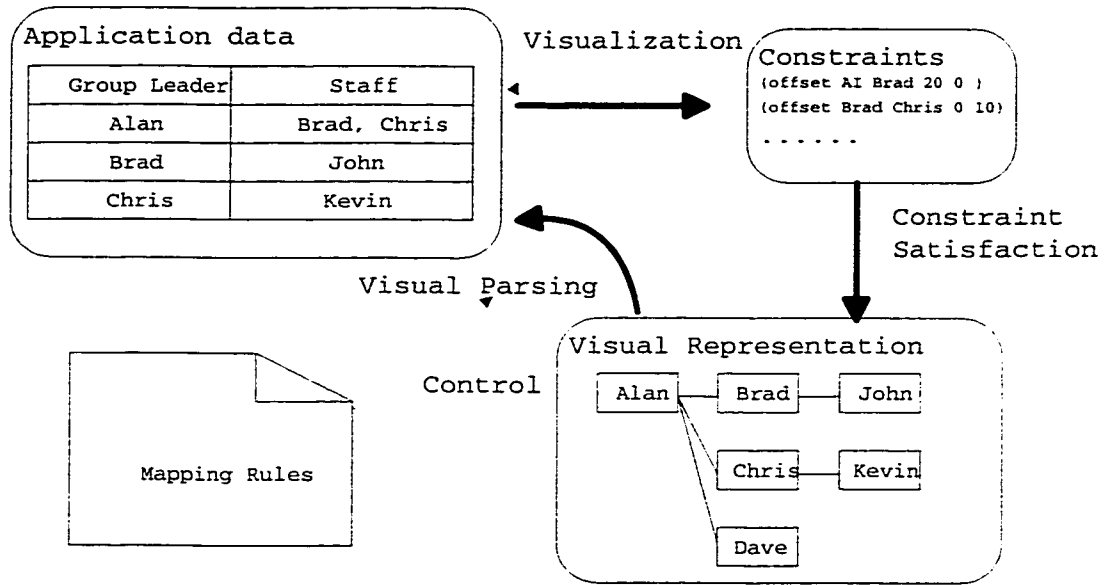 Application data
Group Leader Staff
Alan Brad, Chris
Brad John
Chris Kevin
Visualization
Constraints
(offset AI Brad 20 0 )
(offset Brad Chris 0 10)
. . . . . .
Constraint
Satisfaction
Visual Parsing
Control
Visual Representation
Alan Brad John
Chris Kevin
Dave
Mapping Rules